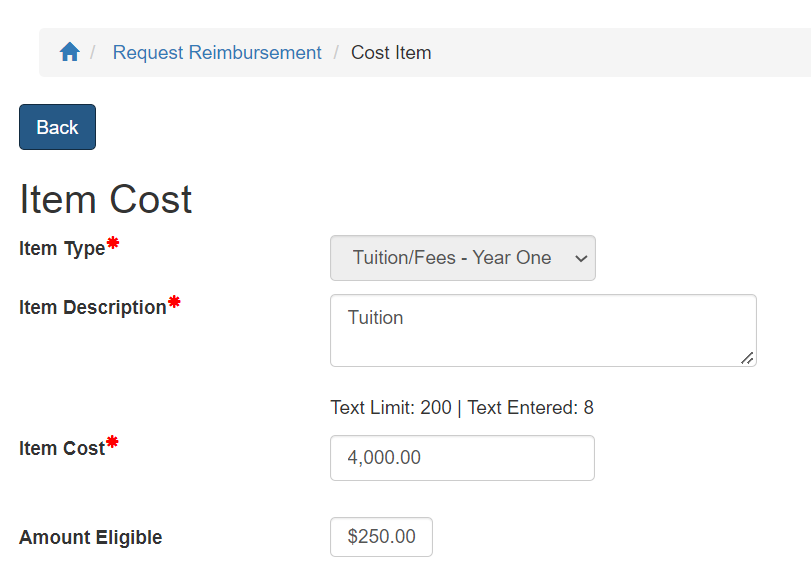 / Request Reimbursement / Cost Item
Back
Item Cost
Item Type* Tuition/Fees - Year One
Item Description* Tuition
Text Limit: 200 | Text Entered: 8
Item Cost* 4,000.00
Amount Eligible $250.00